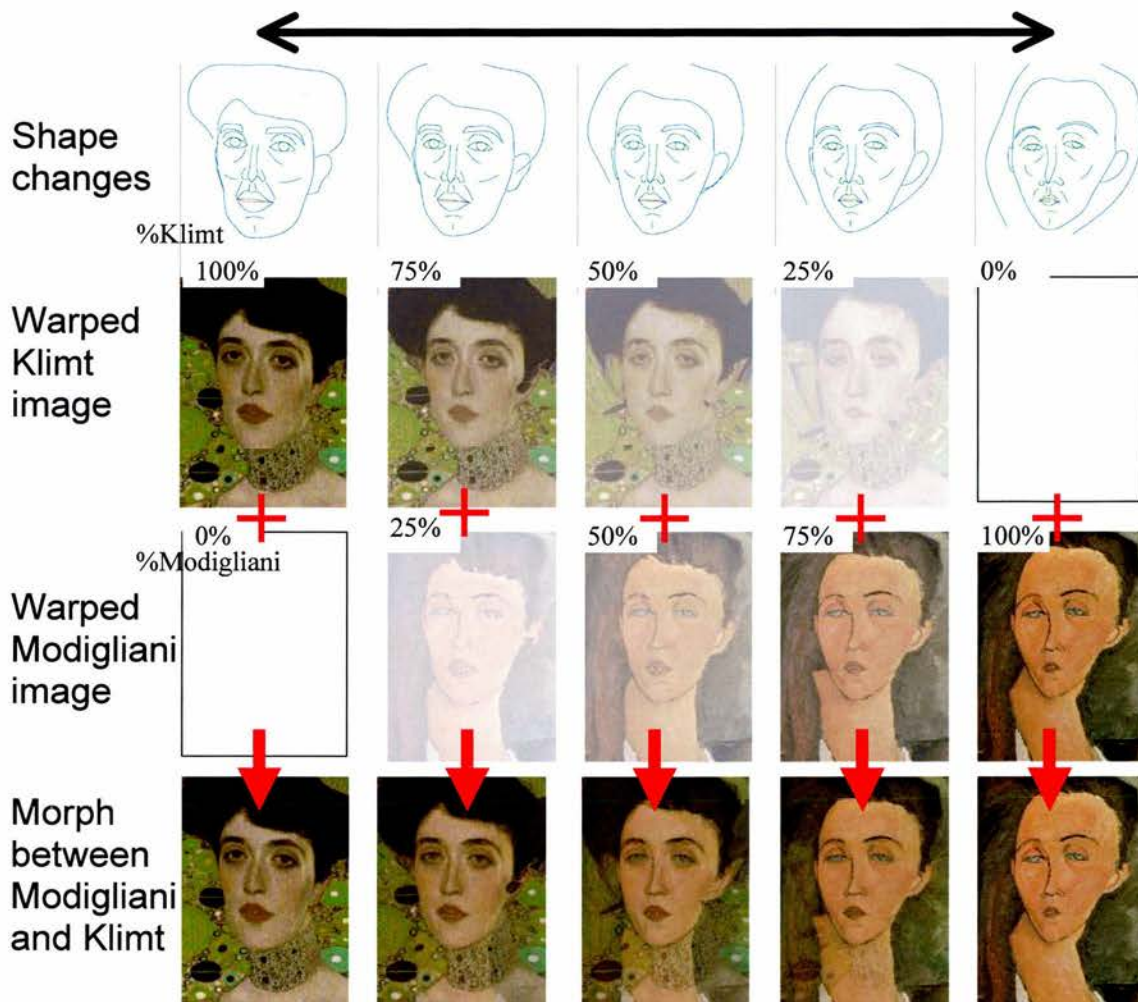 Shape
changes
%Klimt
100% 75% 50% 25% 0%
Warped
Klimt
image
0% 25% 50% 75% 100%
%Modigliani
Warped
Modigliani
image
Morph
between
Modigliani
and Klimt